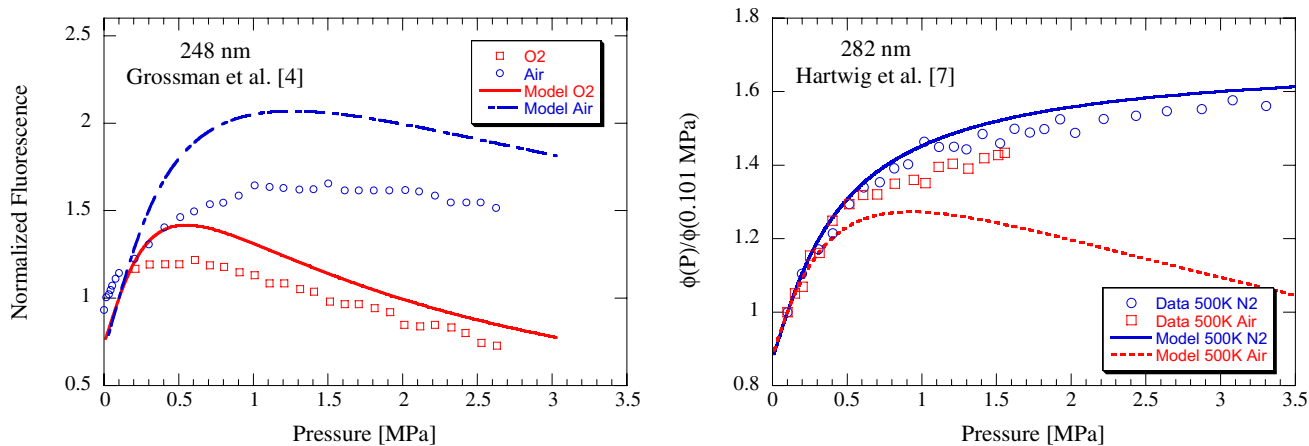 248 nm
Grossman et al. [4]
O2
Air
Model O2
Model Air
Normalized Fluorescence
2.5
2
1.5
1
0.5
0
0.5
1
1.5
2
2.5
3
3.5
Pressure [MPa]
282 nm
Hartwig et al. [7]
ϕ(P)/ϕ(0.101 MPa)
1.8
1.6
1.4
1.2
1
0.8
Data 500K N2
Data 500K Air
Model 500K N2
Model 500K Air
0
0.5
1
1.5
2
2.5
3
3.5
Pressure [MPa]